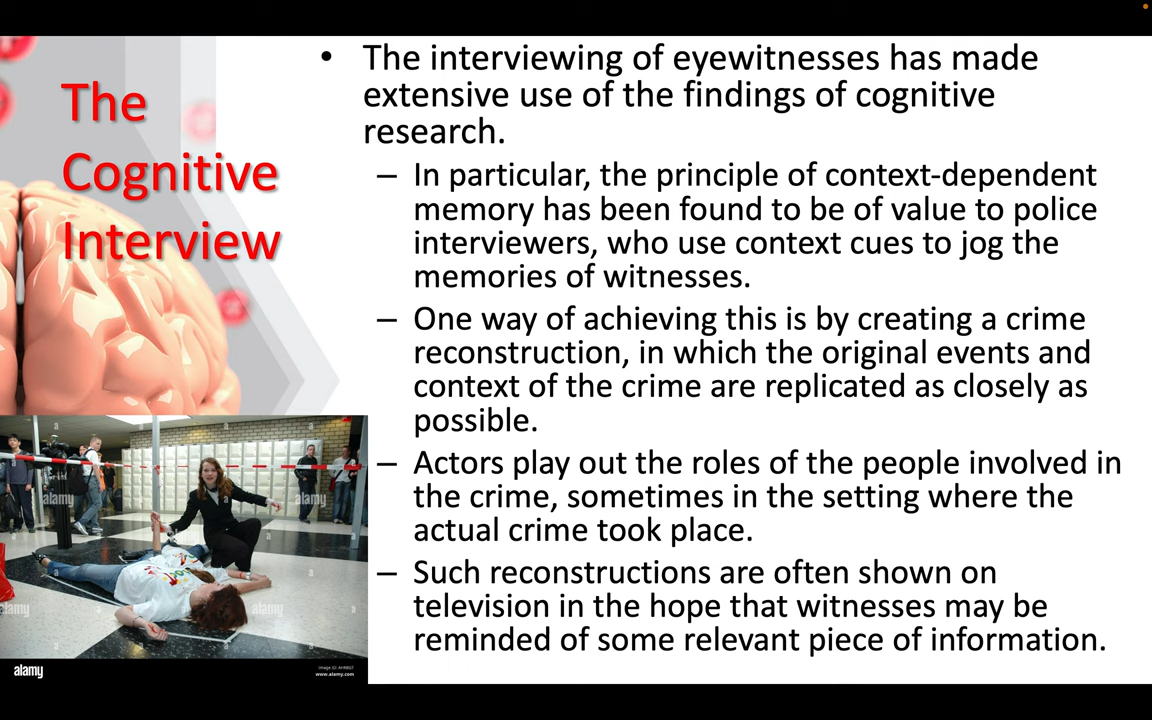 The
Cognitive
Interview
• The interviewing of eyewitnesses has made
extensive use of the findings of cognitive
research.
– In particular, the principle of context-dependent
memory has been found to be of value to police
interviewers, who use context cues to jog the
memories of witnesses.
– One way of achieving this is by creating a crime
reconstruction, in which the original events and
context of the crime are replicated as closely as
possible.
– Actors play out the roles of the people involved in
the crime, sometimes in the setting where the
actual crime took place.
– Such reconstructions are often shown on
television in the hope that witnesses may be
reminded of some relevant piece of information.
a
a
alamy
a
alamy
a
alamy
alamy
a
alamy
www.alamy.com